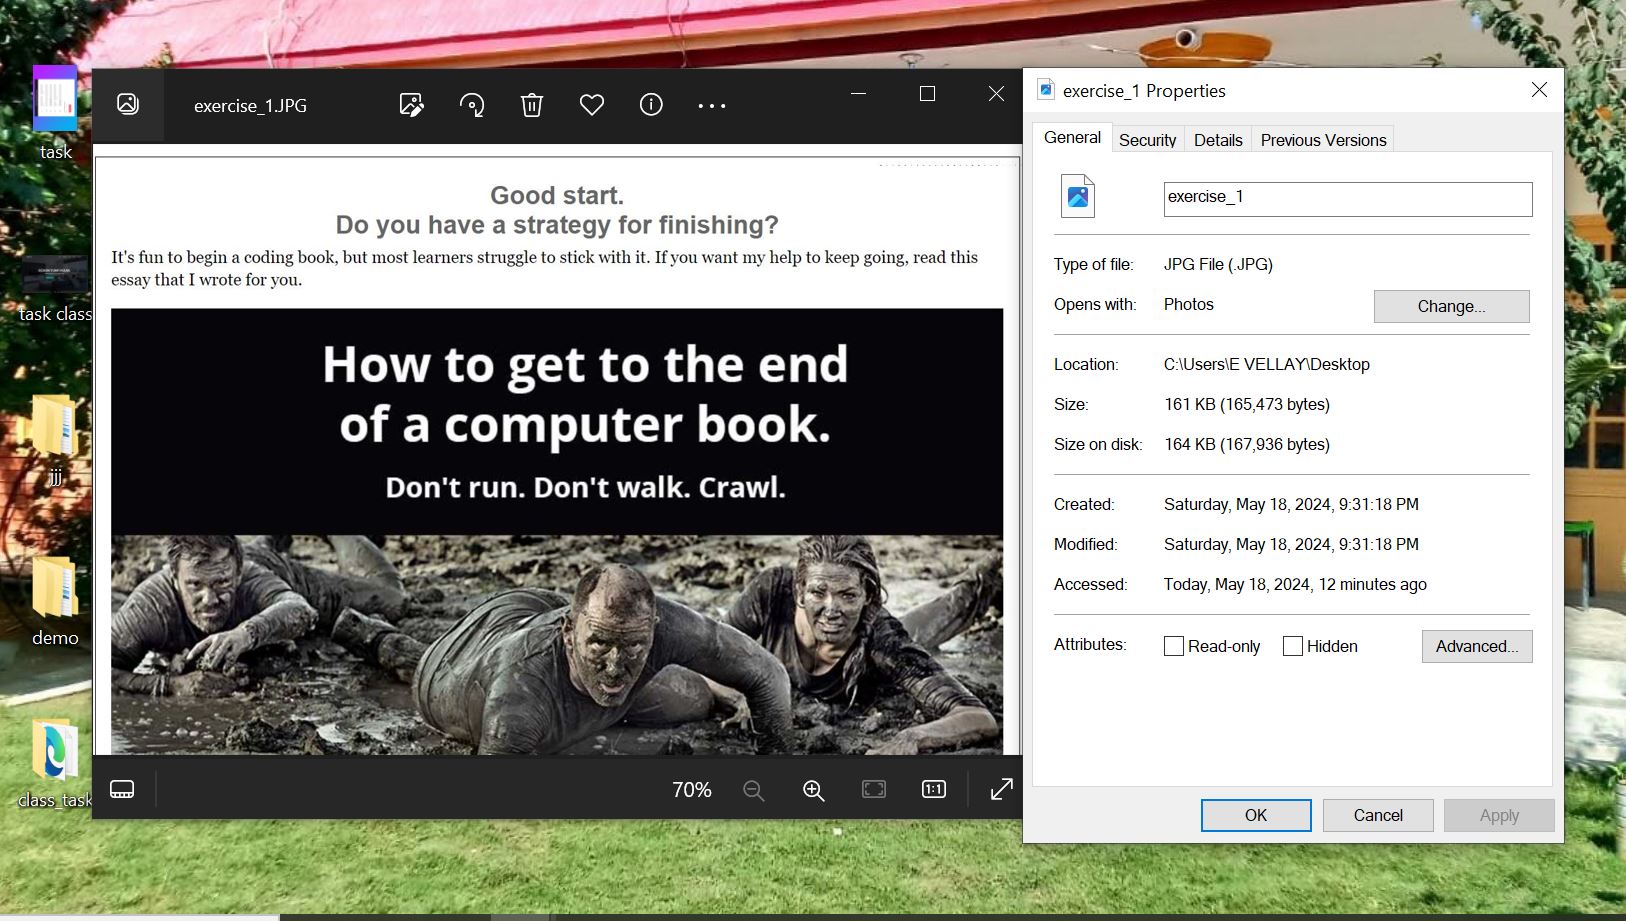 task
task class
jjj
demo
class_task
exercise_1.JPG
Good start.
Do you have a strategy for finishing?
It's fun to begin a coding book, but most learners struggle to stick with it. If you want my help to keep going, read this
essay that I wrote for you.
How to get to the end
of a computer book.
Don't run. Don't walk. Crawl.
70%
1:1
exercise_1 Properties
General Security Details Previous Versions
exercise_1
Type of file: JPG File (.JPG)
Opens with: Photos Change...
Location: C:\Users\E VELLAY\Desktop
Size: 161 KB (165,473 bytes)
Size on disk: 164 KB (167,936 bytes)
Created: Saturday, May 18, 2024, 9:31:18 PM
Modified: Saturday, May 18, 2024, 9:31:18 PM
Accessed: Today, May 18, 2024, 12 minutes ago
Attributes: Read-only Hidden Advanced...
OK Cancel Apply